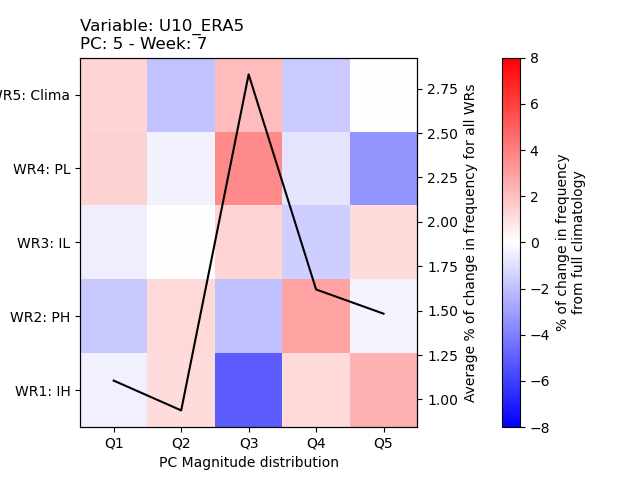 Variable: U10_ERA5
PC: 5 - Week: 7
WR5: Clima
WR4: PL
WR3: IL
WR2: PH
WR1: IH
Q1 Q2 Q3 Q4 Q5
PC Magnitude distribution
2.75
2.50
2.25
2.00
1.75
1.50
1.25
1.00
Average % of change in frequency for all WRs
8
6
4
2
0
−2
−4
−6
−8
% of change in frequency
from full climatology